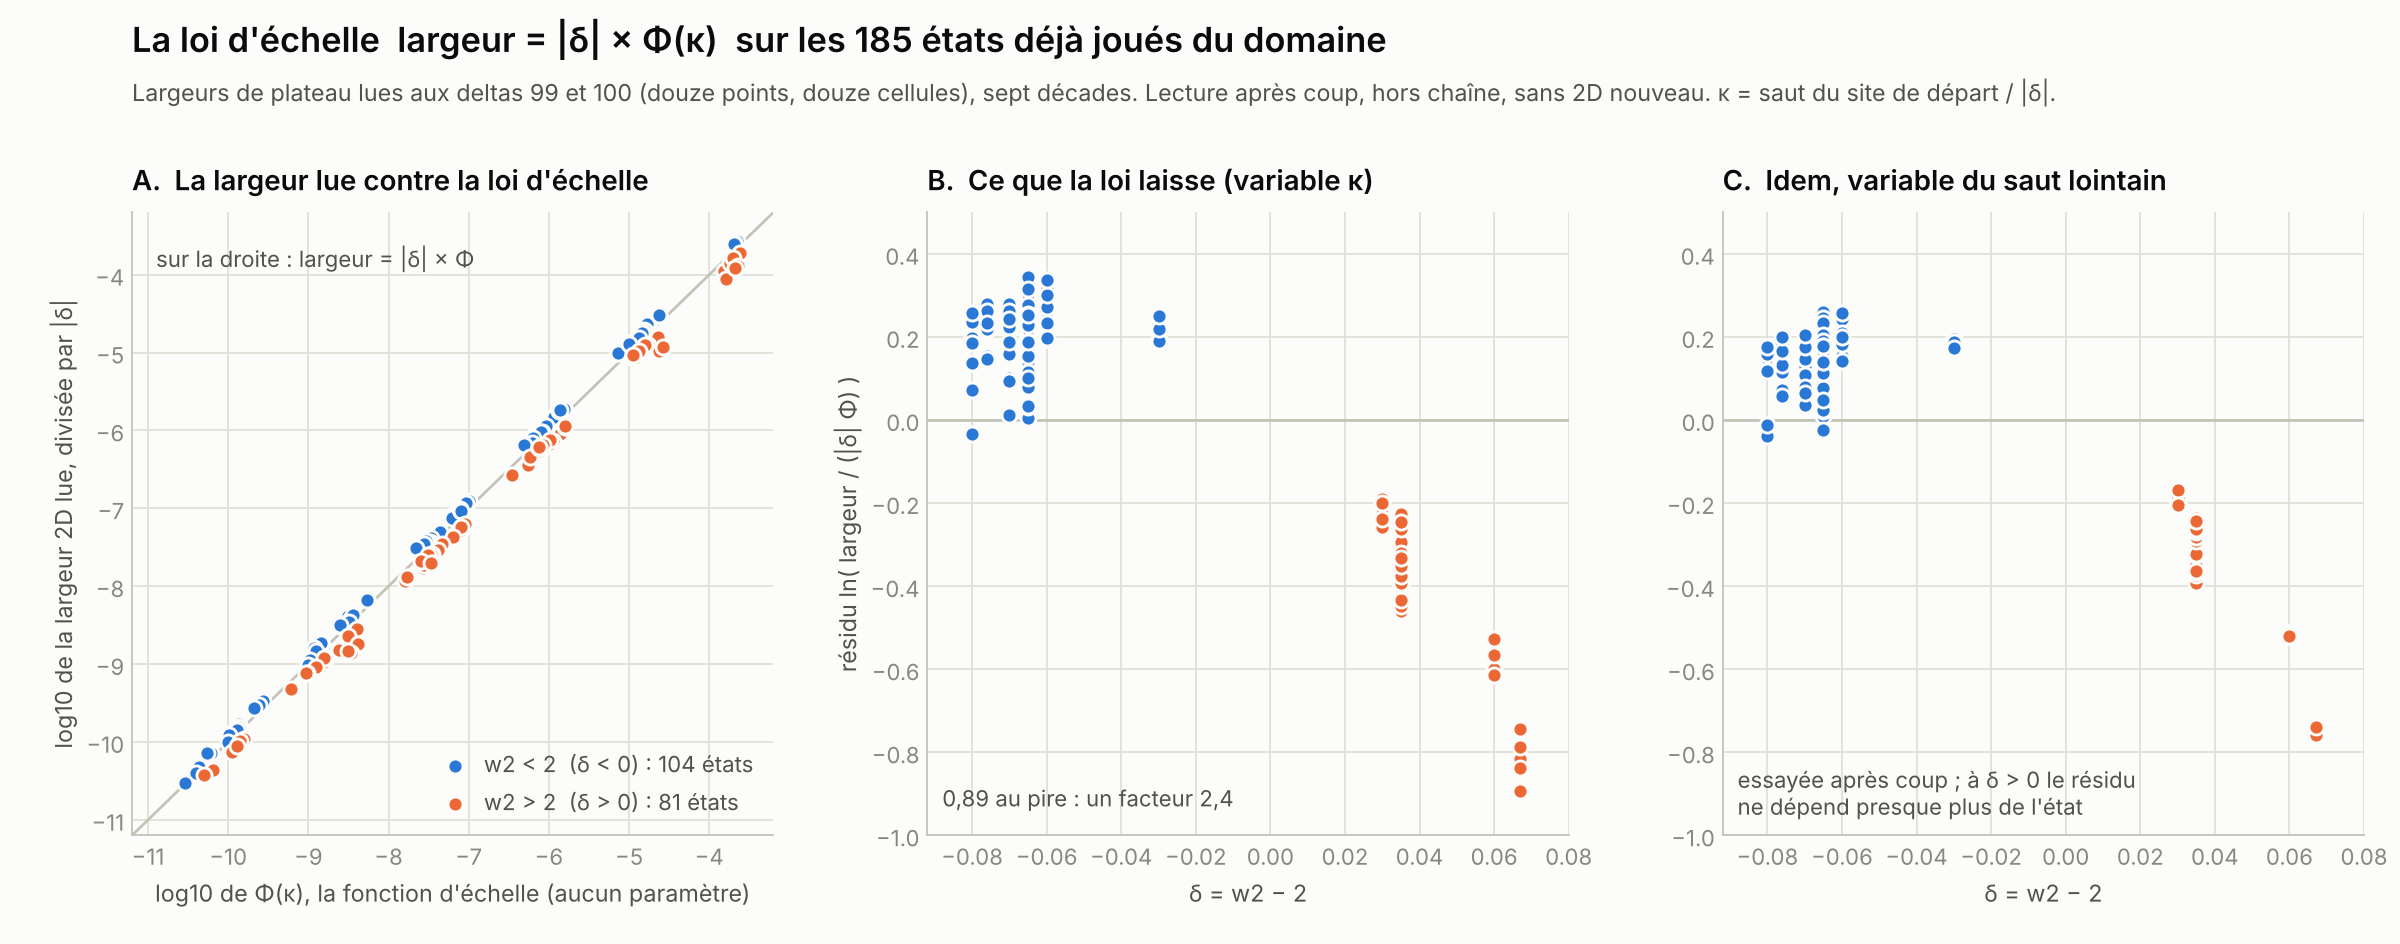 La loi d'échelle  largeur = |δ| × Φ(κ)  sur les 185 états déjà joués du domaine
Largeurs de plateau lues aux deltas 99 et 100 (douze points, douze cellules), sept décades. Lecture après coup, hors chaîne, sans 2D nouveau. κ = saut du site de départ / |δ|.
A.  La largeur lue contre la loi d'échelle
sur la droite : largeur = |δ| × Φ
log10 de la largeur 2D lue, divisée par |δ|
−4
−5
−6
−7
−8
−9
−10
−11
w2 < 2  (δ < 0) : 104 états
w2 > 2  (δ > 0) : 81 états
−11 −10 −9 −8 −7 −6 −5 −4
log10 de Φ(κ), la fonction d'échelle (aucun paramètre)
B.  Ce que la loi laisse (variable κ)
résidu ln( largeur / (|δ| Φ) )
0.4
0.2
0.0
−0.2
−0.4
−0.6
−0.8
−1.0
0,89 au pire : un facteur 2,4
−0.08 −0.06 −0.04 −0.02 0.00 0.02 0.04 0.06 0.08
δ = w2 − 2
C.  Idem, variable du saut lointain
0.4
0.2
0.0
−0.2
−0.4
−0.6
−0.8
−1.0
essayée après coup ; à δ > 0 le résidu
ne dépend presque plus de l'état
−0.08 −0.06 −0.04 −0.02 0.00 0.02 0.04 0.06 0.08
δ = w2 − 2